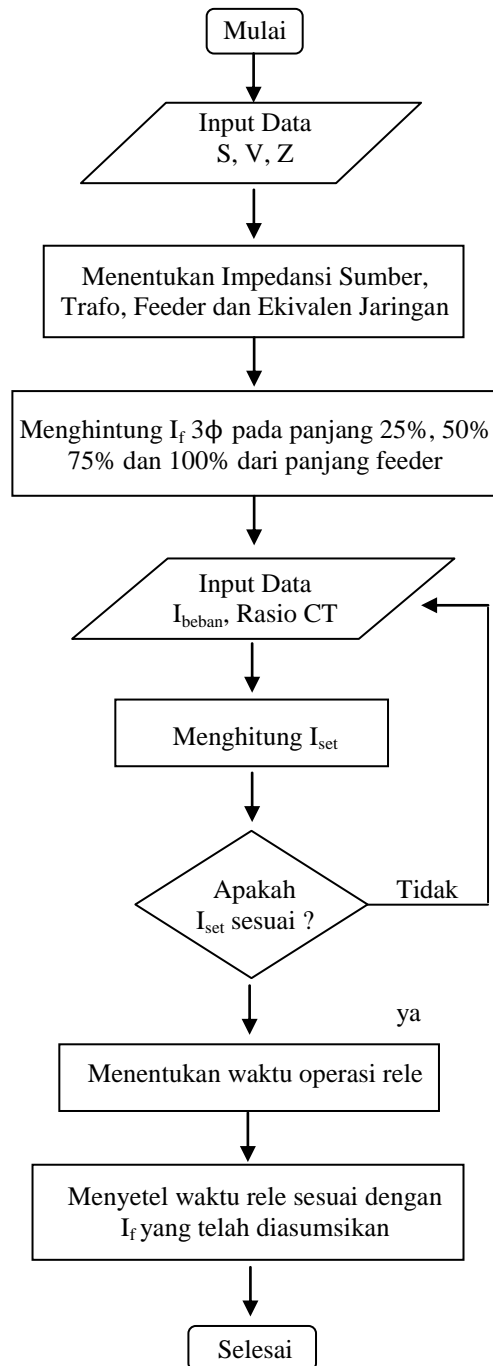 Mulai
Input Data
S, V, Z
Menentukan Impedansi Sumber,
Trafo, Feeder dan Ekivalen Jaringan
Menghintung If 3ϕ pada panjang 25%, 50%
75% dan 100% dari panjang feeder
Input Data
Ibeban, Rasio CT
Menghitung Iset
Apakah
Iset sesuai ?
Tidak
ya
Menentukan waktu operasi rele
Menyetel waktu rele sesuai dengan
If yang telah diasumsikan
Selesai